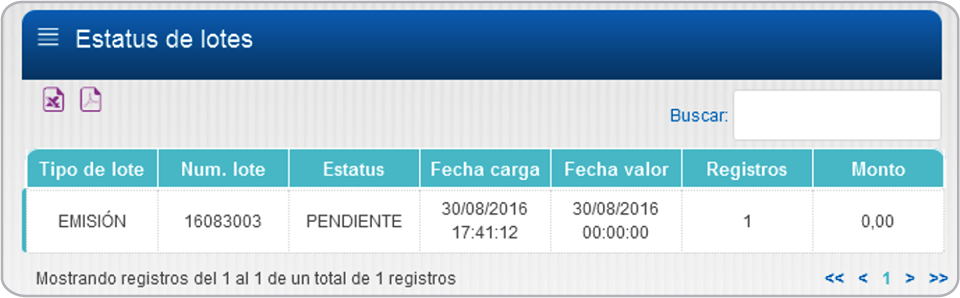 Estatus de lotes
Buscar:
Tipo de lote Num. lote Estatus Fecha carga Fecha valor Registros Monto
EMISIÓN 16083003 PENDIENTE 30/08/2016 17:41:12 30/08/2016 00:00:00 1 0,00
Mostrando registros del 1 al 1 de un total de 1 registros << < 1 > >>